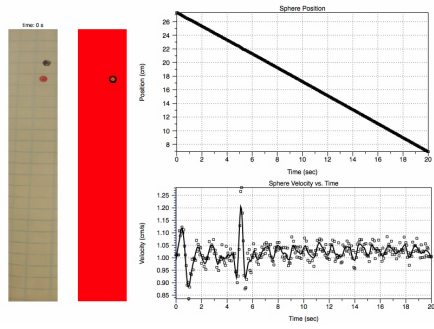 time: 0 s
Sphere Position
Position (cm)
26
24
22
20
18
16
14
12
10
8
0 2 4 6 8 10 12 14 16 18 20
Time (sec)
Sphere Velocity vs. Time
Velocity (cm/s)
1.25
1.20
1.15
1.10
1.05
1.00
0.95
0.90
0.85
0 2 4 6 8 10 12 14 16 18 20
Time (sec)